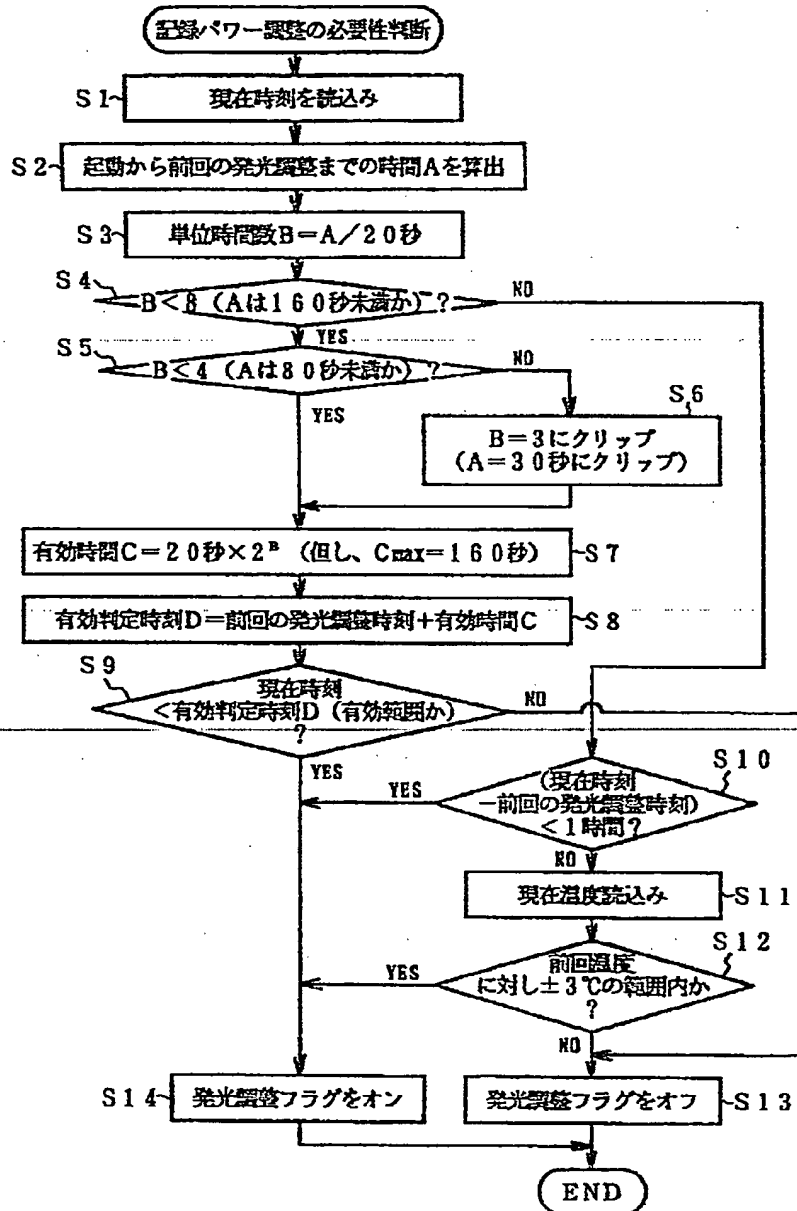 記録パワー調整の必要性判断
S1
現在時刻を読込み
S2
起動から前回の発光調整までの時間Aを算出
S3
単位時間数B=A/20秒
S4
B<8(Aは160秒未満か)?
NO
YES
S5
B<4(Aは80秒未満か)?
NO
YES
S6
B=3にクリップ
(A=30秒にクリップ)
有効時間C=20秒×2ᴮ(但し、Cmax=160秒)
S7
有効判定時刻D=前回の発光調整時刻+有効時間C
S8
S9
現在時刻
<有効判定時刻D(有効範囲か)
?
NO
YES
S10
(現在時刻
-前回の発光調整時刻)
<1時間?
YES
NO
現在温度読込み
S11
S12
前回温度
に対し±3℃の範囲内か
?
YES
NO
S14
発光調整フラグをオン
発光調整フラグをオフ
S13
END